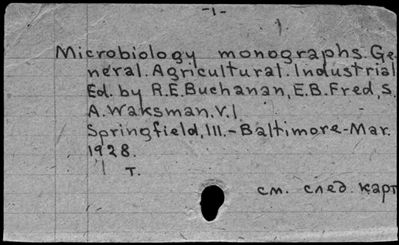 -1-
Microbiology monographs. Ge-
neral. Agricultural. Industrial
Ed. by R.E.Buchanan, E.B.Fred, S.
A. Waksman. V.1
Springfield, Ill.-Baltimore-Mar.
1928.
1 т.
см. след. карт